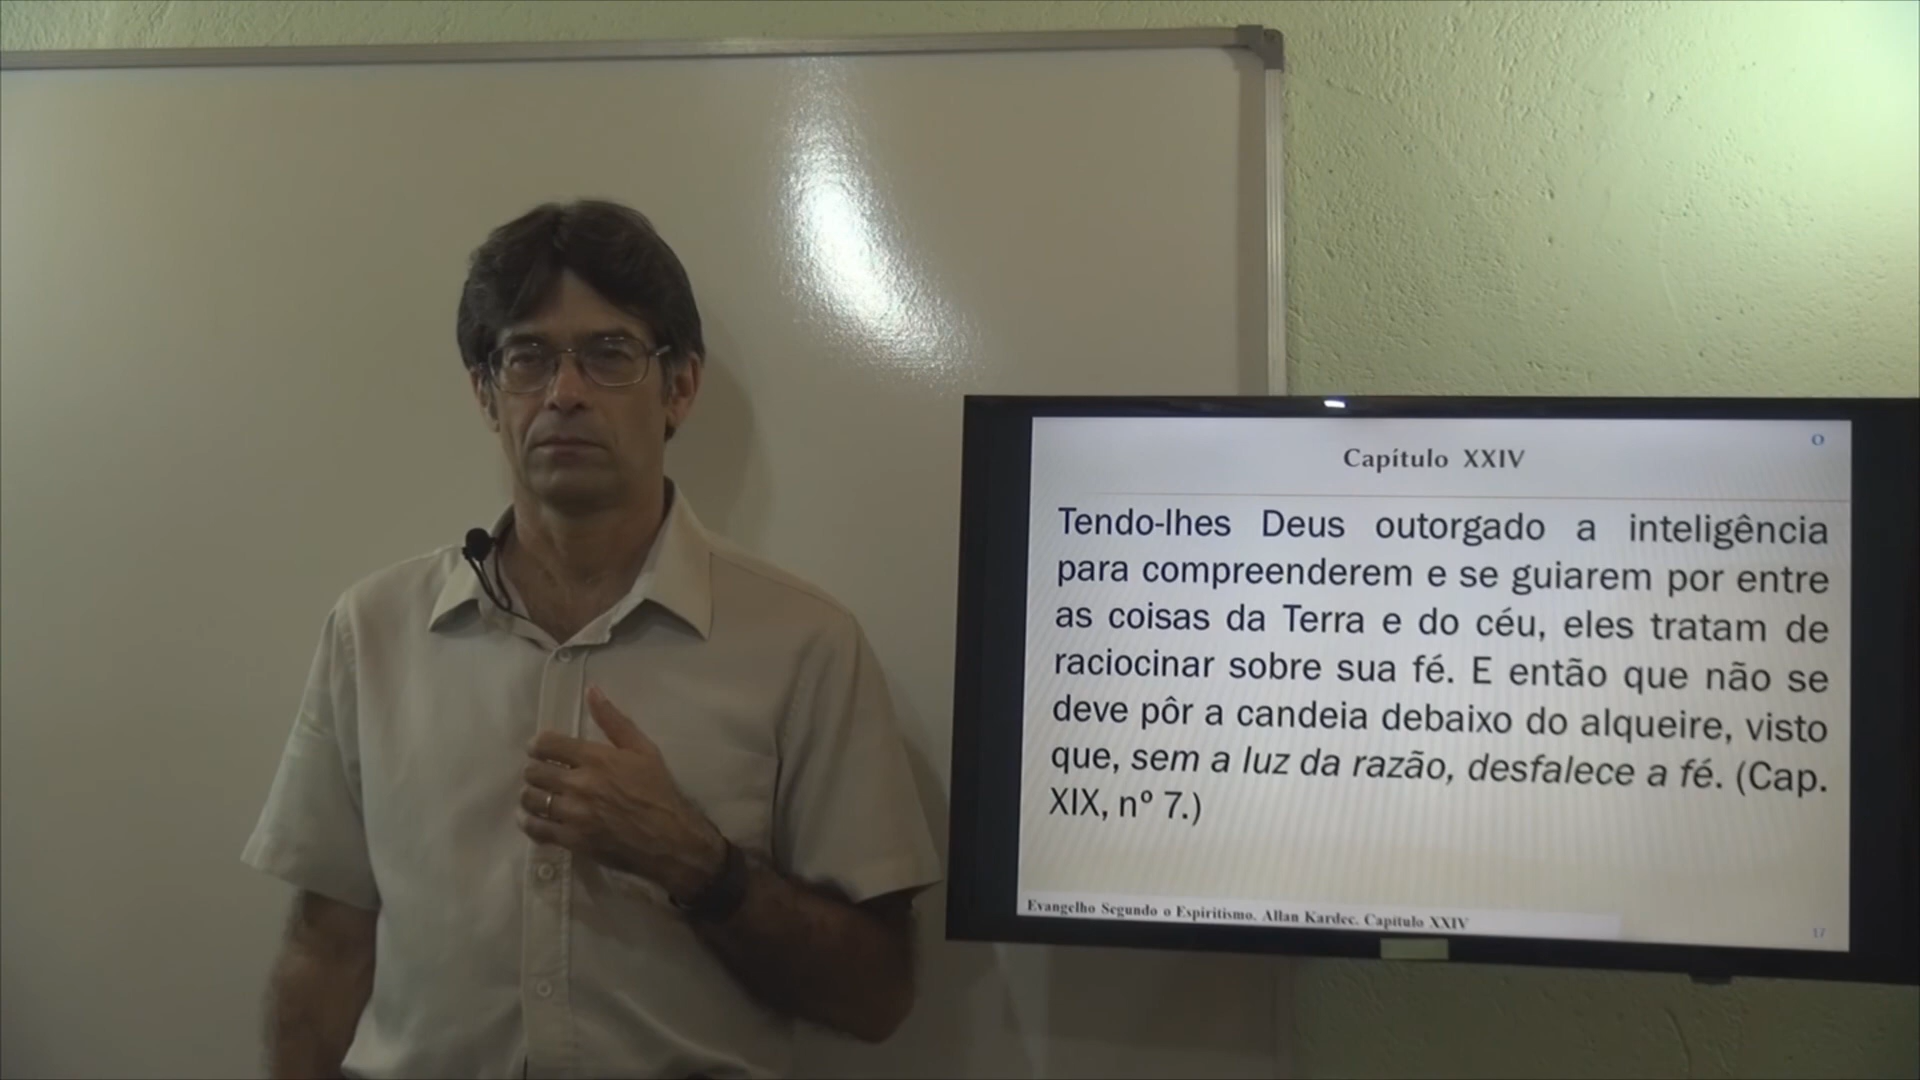 Capítulo XXIV
Tendo-lhes Deus outorgado a inteligência
para compreenderem e se guiarem por entre
as coisas da Terra e do céu, eles tratam de
raciocinar sobre sua fé. E então que não se
deve pôr a candeia debaixo do alqueire, visto
que, sem a luz da razão, desfalece a fé. (Cap.
XIX, nº 7.)
Evangelho Segundo o Espiritismo. Allan Kardec. Capítulo XXIV
17